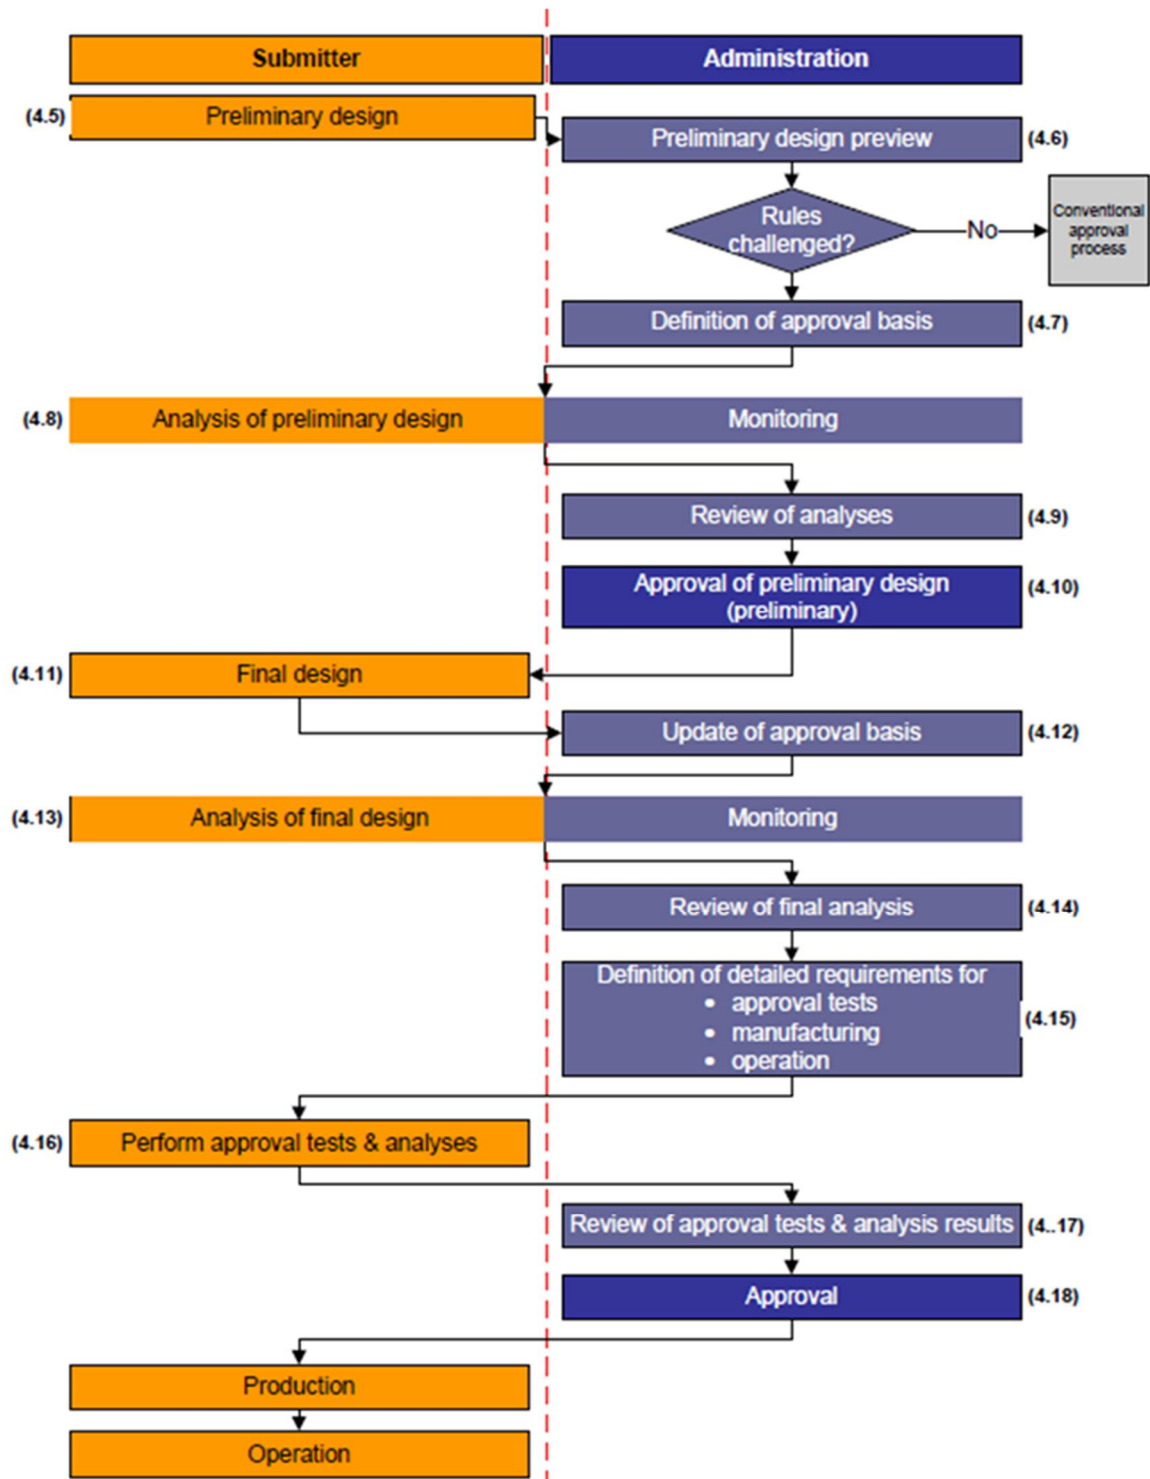 Submitter
Administration
(4.5)
Preliminary design
Preliminary design preview
(4.6)
Rules
challenged?
No
Conventional
approval
process
Definition of approval basis
(4.7)
(4.8)
Analysis of preliminary design
Monitoring
Review of analyses
(4.9)
Approval of preliminary design
(preliminary)
(4.10)
(4.11)
Final design
Update of approval basis
(4.12)
(4.13)
Analysis of final design
Monitoring
Review of final analysis
(4.14)
Definition of detailed requirements for
• approval tests
• manufacturing
• operation
(4.15)
(4.16)
Perform approval tests & analyses
Review of approval tests & analysis results
(4..17)
Approval
(4.18)
Production
Operation